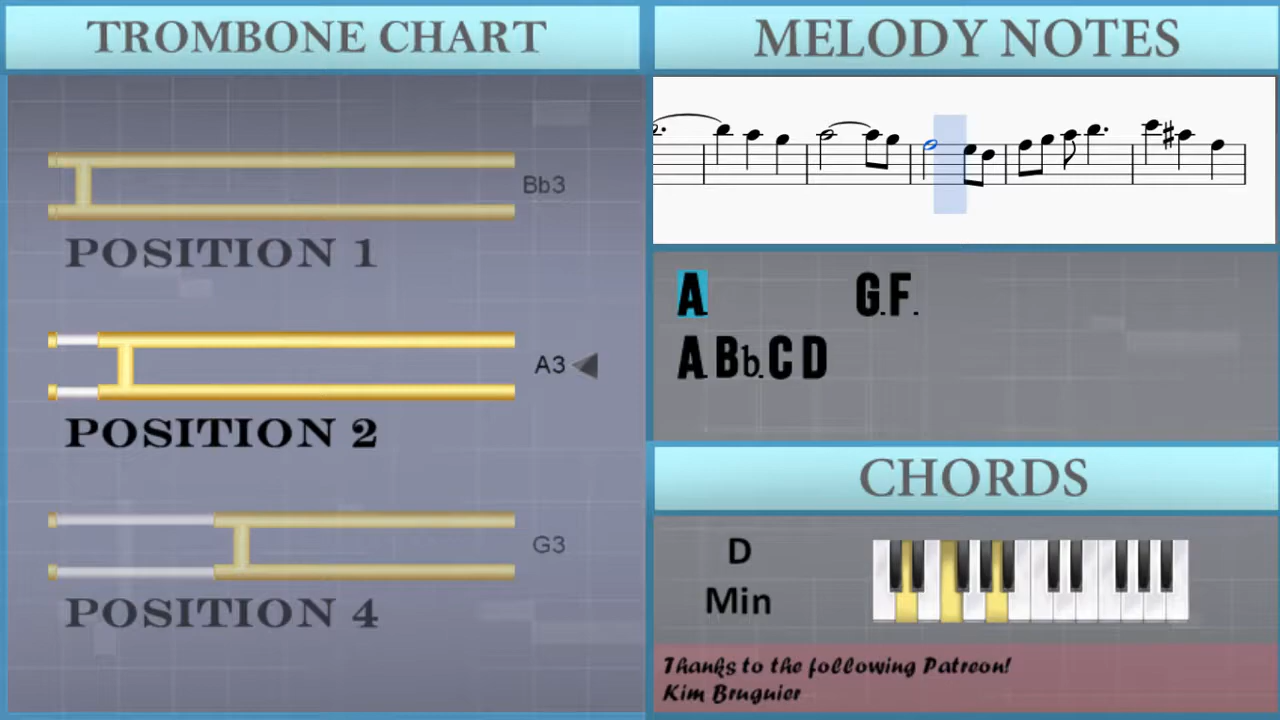 TROMBONE CHART
Bb3
POSITION 1
A3
POSITION 2
G3
POSITION 4
MELODY NOTES
A. G.F.
A.Bb.C D
CHORDS
D
Min
Thanks to the following Patreon!
Kim Bruguier